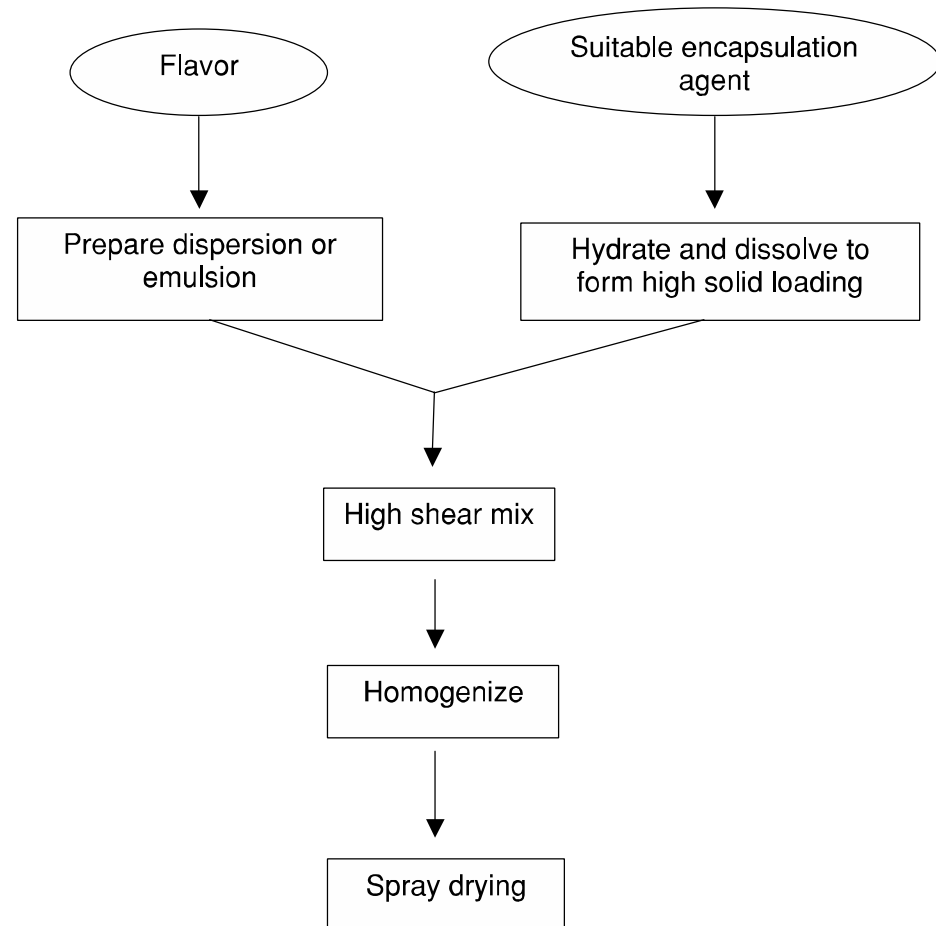 Flavor
Suitable encapsulation
agent
Prepare dispersion or
emulsion
Hydrate and dissolve to
form high solid loading
High shear mix
Homogenize
Spray drying